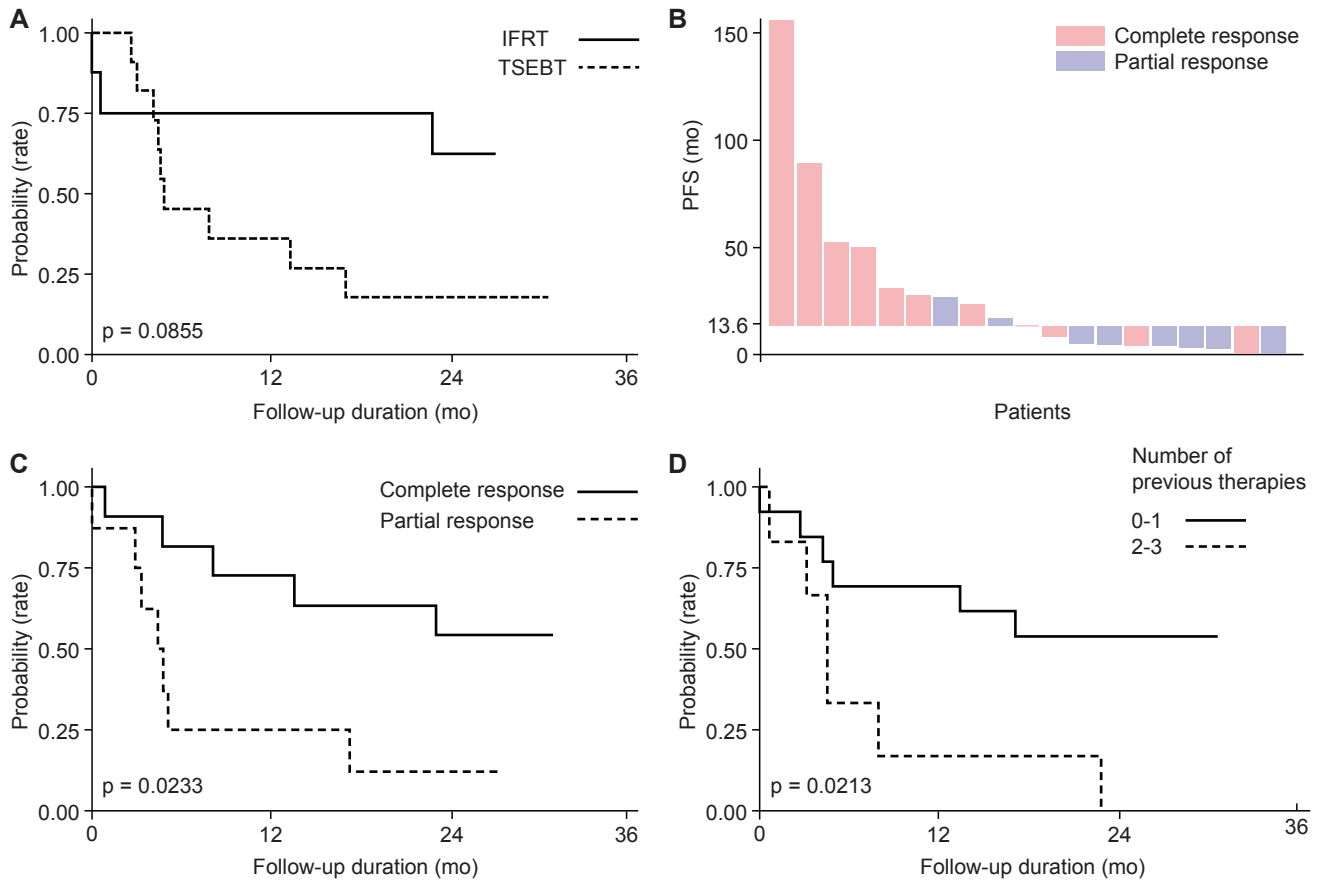 A
IFRT
TSEBT
Probability (rate)
1.00
0.75
0.50
0.25
0.00
p = 0.0855
0 12 24 36
Follow-up duration (mo)
B
Complete response
Partial response
PFS (mo)
150
100
50
13.6
0
Patients
C
Complete response
Partial response
Probability (rate)
1.00
0.75
0.50
0.25
0.00
p = 0.0233
0 12 24 36
Follow-up duration (mo)
D
Number of
previous therapies
0-1
2-3
Probability (rate)
1.00
0.75
0.50
0.25
0.00
p = 0.0213
0 12 24 36
Follow-up duration (mo)